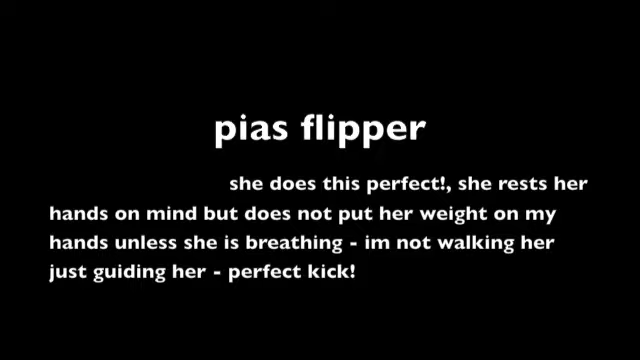 pias flipper
she does this perfect!, she rests her
hands on mind but does not put her weight on my
hands unless she is breathing - im not walking her
just guiding her - perfect kick!